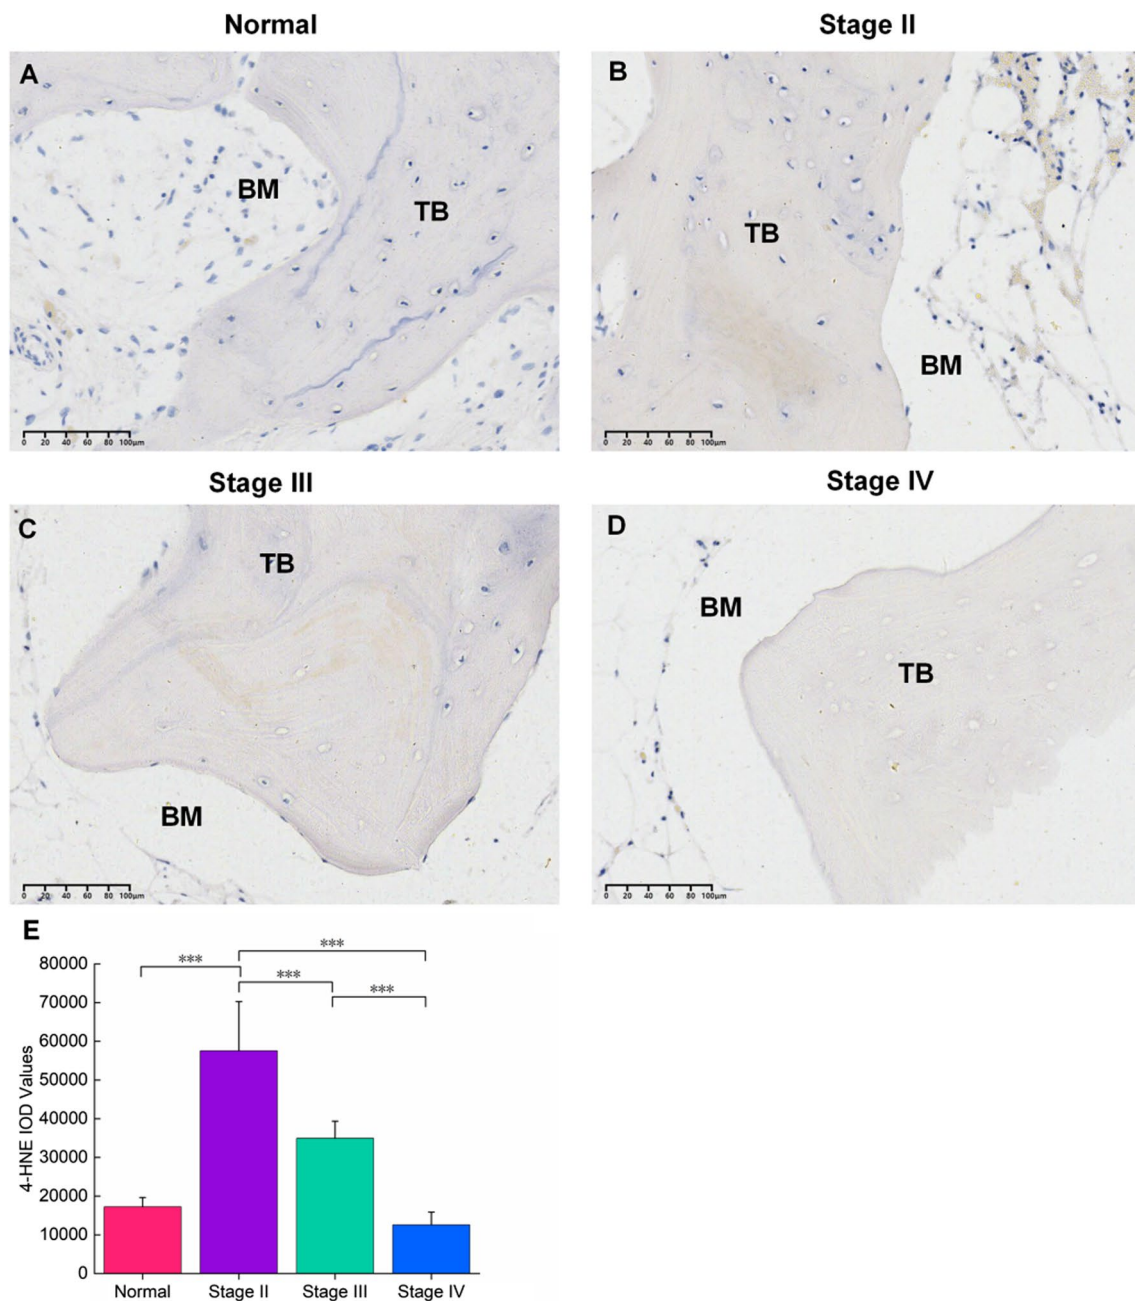 Normal
Stage II
A
BM
TB
0 20 40 60 80 100µm
B
TB
BM
0 20 40 60 80 100µm
Stage III
Stage IV
C
TB
BM
0 20 40 60 80 100µm
D
BM
TB
0 20 40 60 80 100µm
E
4-HNE IOD Values
80000
70000
60000
50000
40000
30000
20000
10000
0
***
***
***
***
Normal
Stage II
Stage III
Stage IV